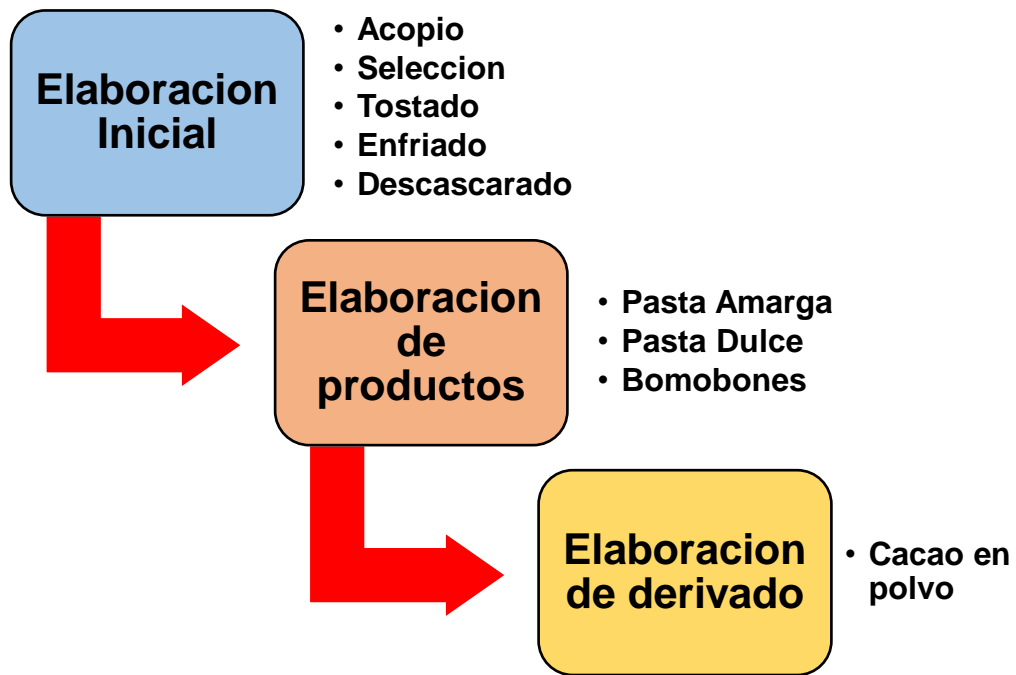 Elaboracion
Inicial
• Acopio
• Seleccion
• Tostado
• Enfriado
• Descascarado
Elaboracion
de
productos
• Pasta Amarga
• Pasta Dulce
• Bomobones
Elaboracion
de derivado
• Cacao en
polvo